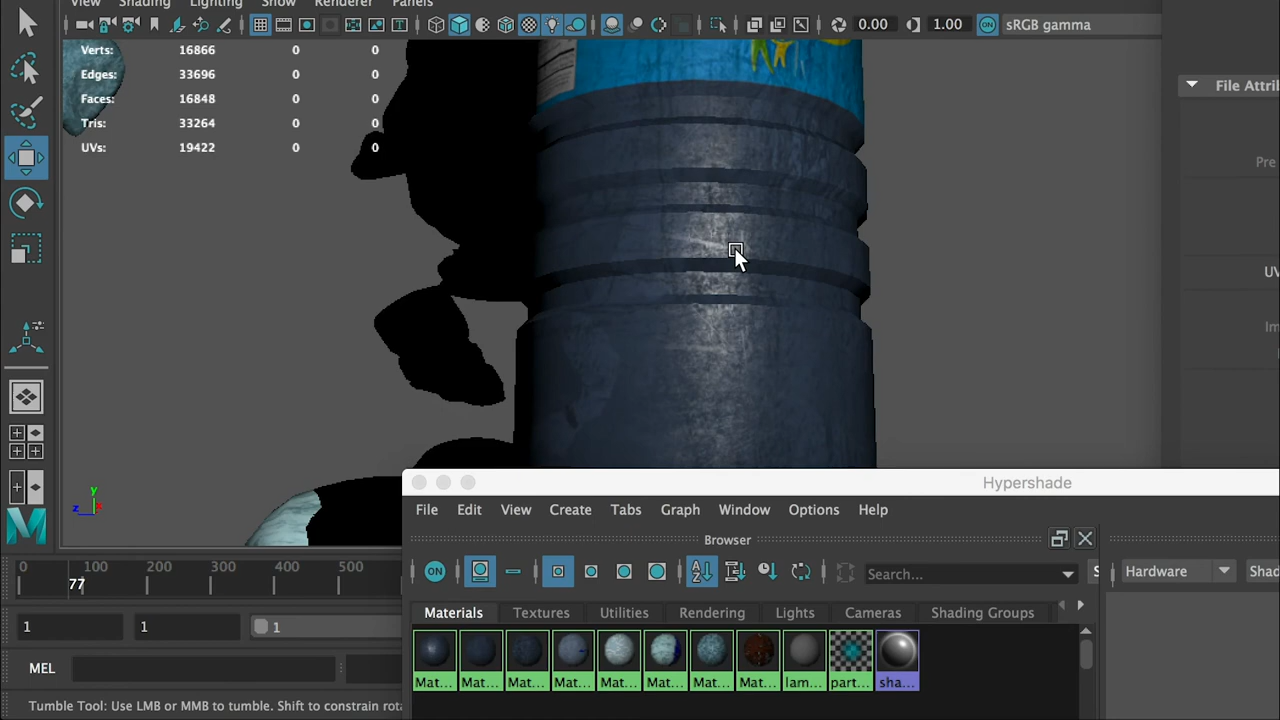 View Shading Lighting Show Renderer Panels
0.00 1.00 ON sRGB gamma
Verts: 16866 0 0
Edges: 33696 0 0
Faces: 16848 0 0
Tris: 33264 0 0
UVs: 19422 0 0
File Attri
Pre
UV
Im
y
z x
Hypershade
File Edit View Create Tabs Graph Window Options Help
Browser
ON Search... S Hardware Shad
Materials Textures Utilities Rendering Lights Cameras Shading Groups
Mat... Mat... Mat... Mat... Mat... Mat... Mat... Mat... lam... part... sha...
0 100 200 300 400 500
77
1 1 1
MEL
Tumble Tool: Use LMB or MMB to tumble. Shift to constrain rota